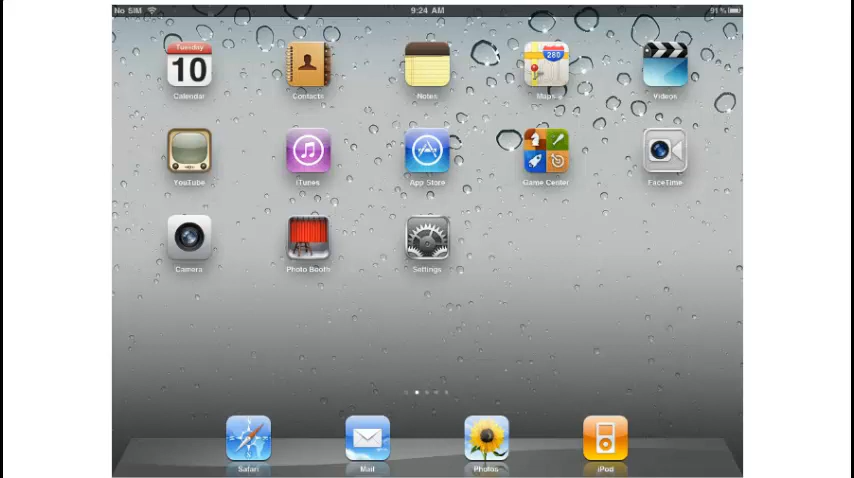 No SIM 9:24 AM 91%
Tuesday
10 280
Calendar Contacts Notes Maps Videos
YouTube iTunes App Store Game Center FaceTime
Camera Photo Booth Settings
Safari Mail Photos iPod